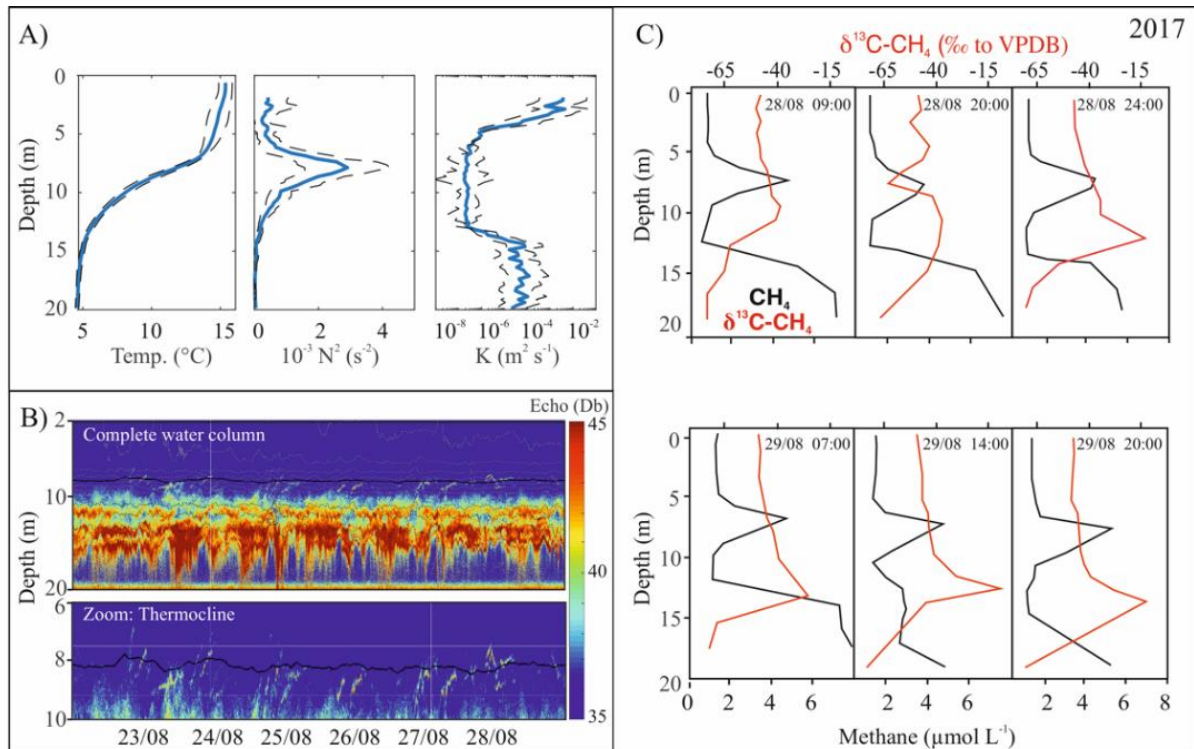 A)
0
5
10
15
20
Depth (m)
5 10 15
Temp. (°C)
0 2 4
10⁻³ N² (s⁻²)
10⁻⁸ 10⁻⁶ 10⁻⁴ 10⁻²
K (m² s⁻¹)
B)
Echo (Db)
2
10
20
Depth (m)
Complete water column
6
8
10
Zoom: Thermocline
23/08 24/08 25/08 26/08 27/08 28/08
45
40
35
C)
2017
δ¹³C-CH₄ (‰ to VPDB)
-65 -40 -15 -65 -40 -15 -65 -40 -15
28/08 09:00 28/08 20:00 28/08 24:00
0
5
10
15
20
Depth (m)
CH₄
δ¹³C-CH₄
29/08 07:00 29/08 14:00 29/08 20:00
0
5
10
15
20
Depth (m)
2 4 6 2 4 6 2 4 6 8
Methane (μmol L⁻¹)